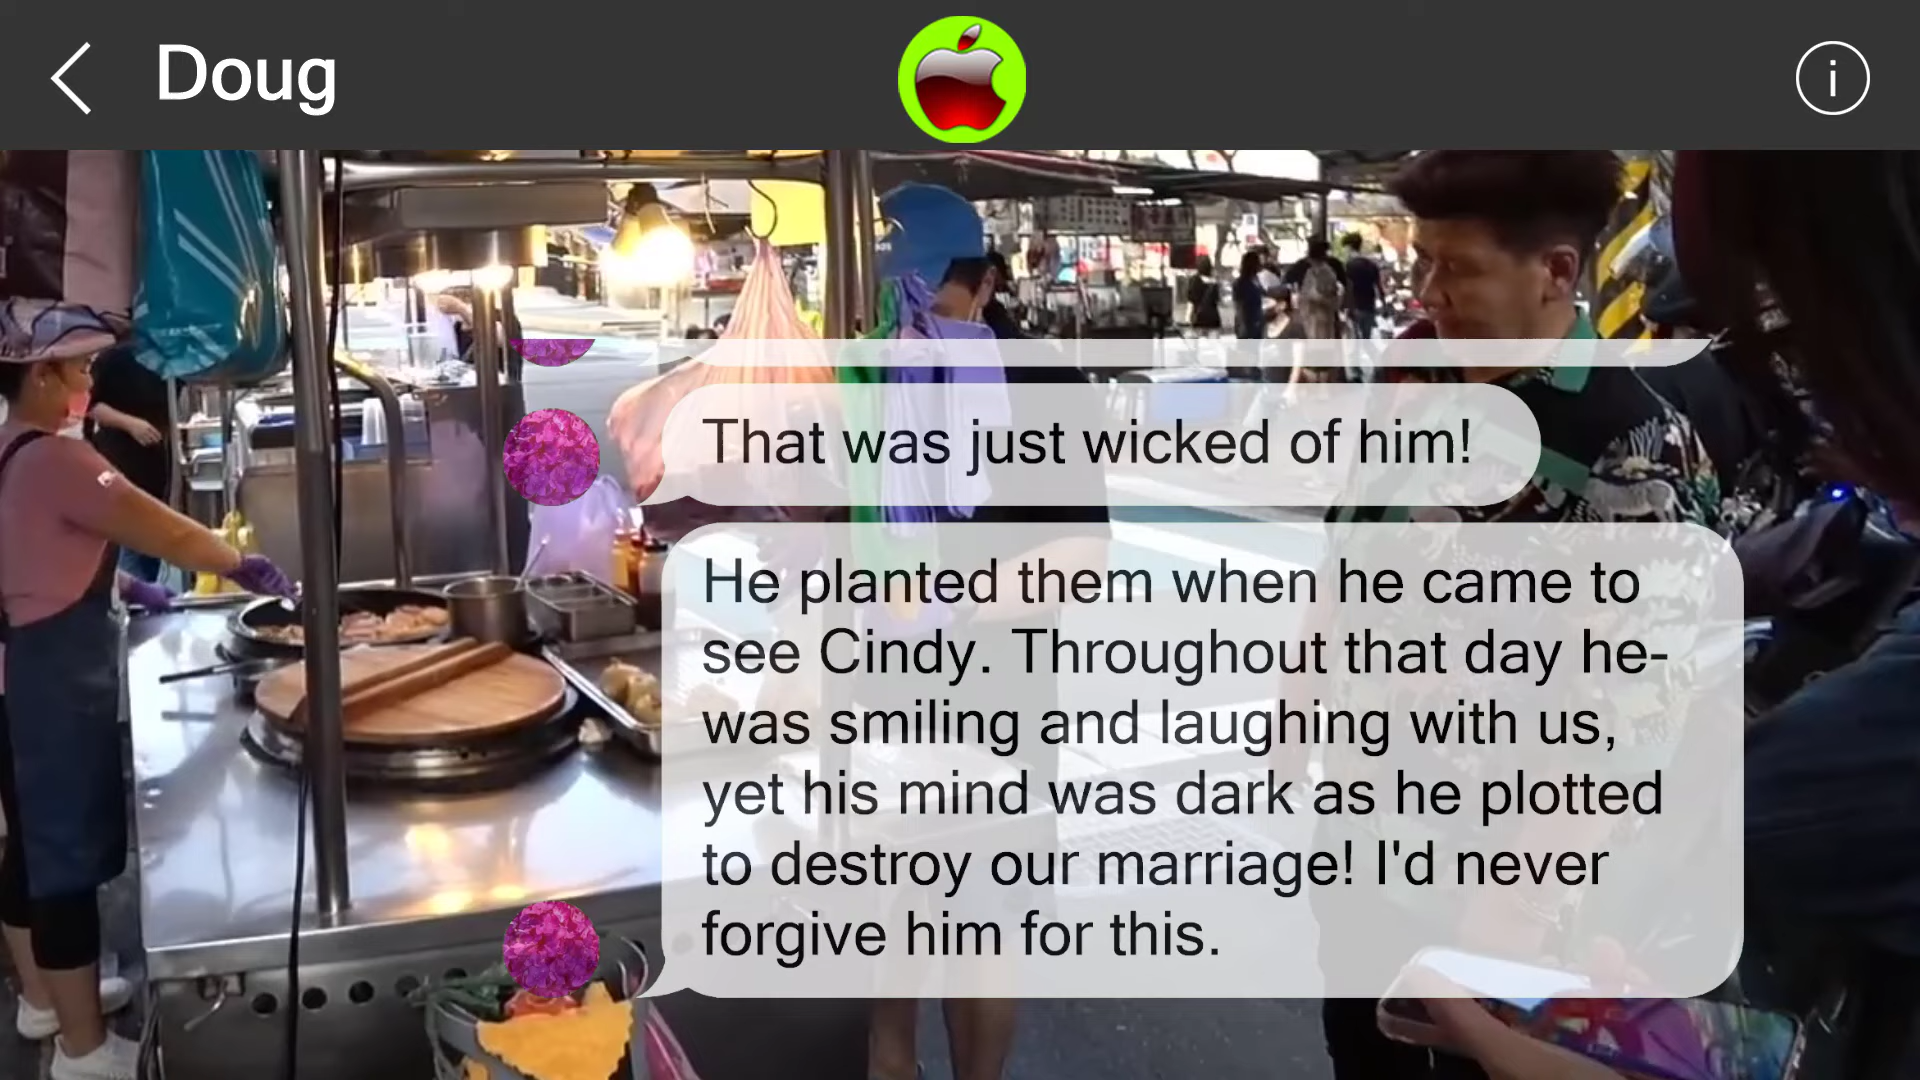 Doug
i
That was just wicked of him!
He planted them when he came to
see Cindy. Throughout that day he-
was smiling and laughing with us,
yet his mind was dark as he plotted
to destroy our marriage! I'd never
forgive him for this.